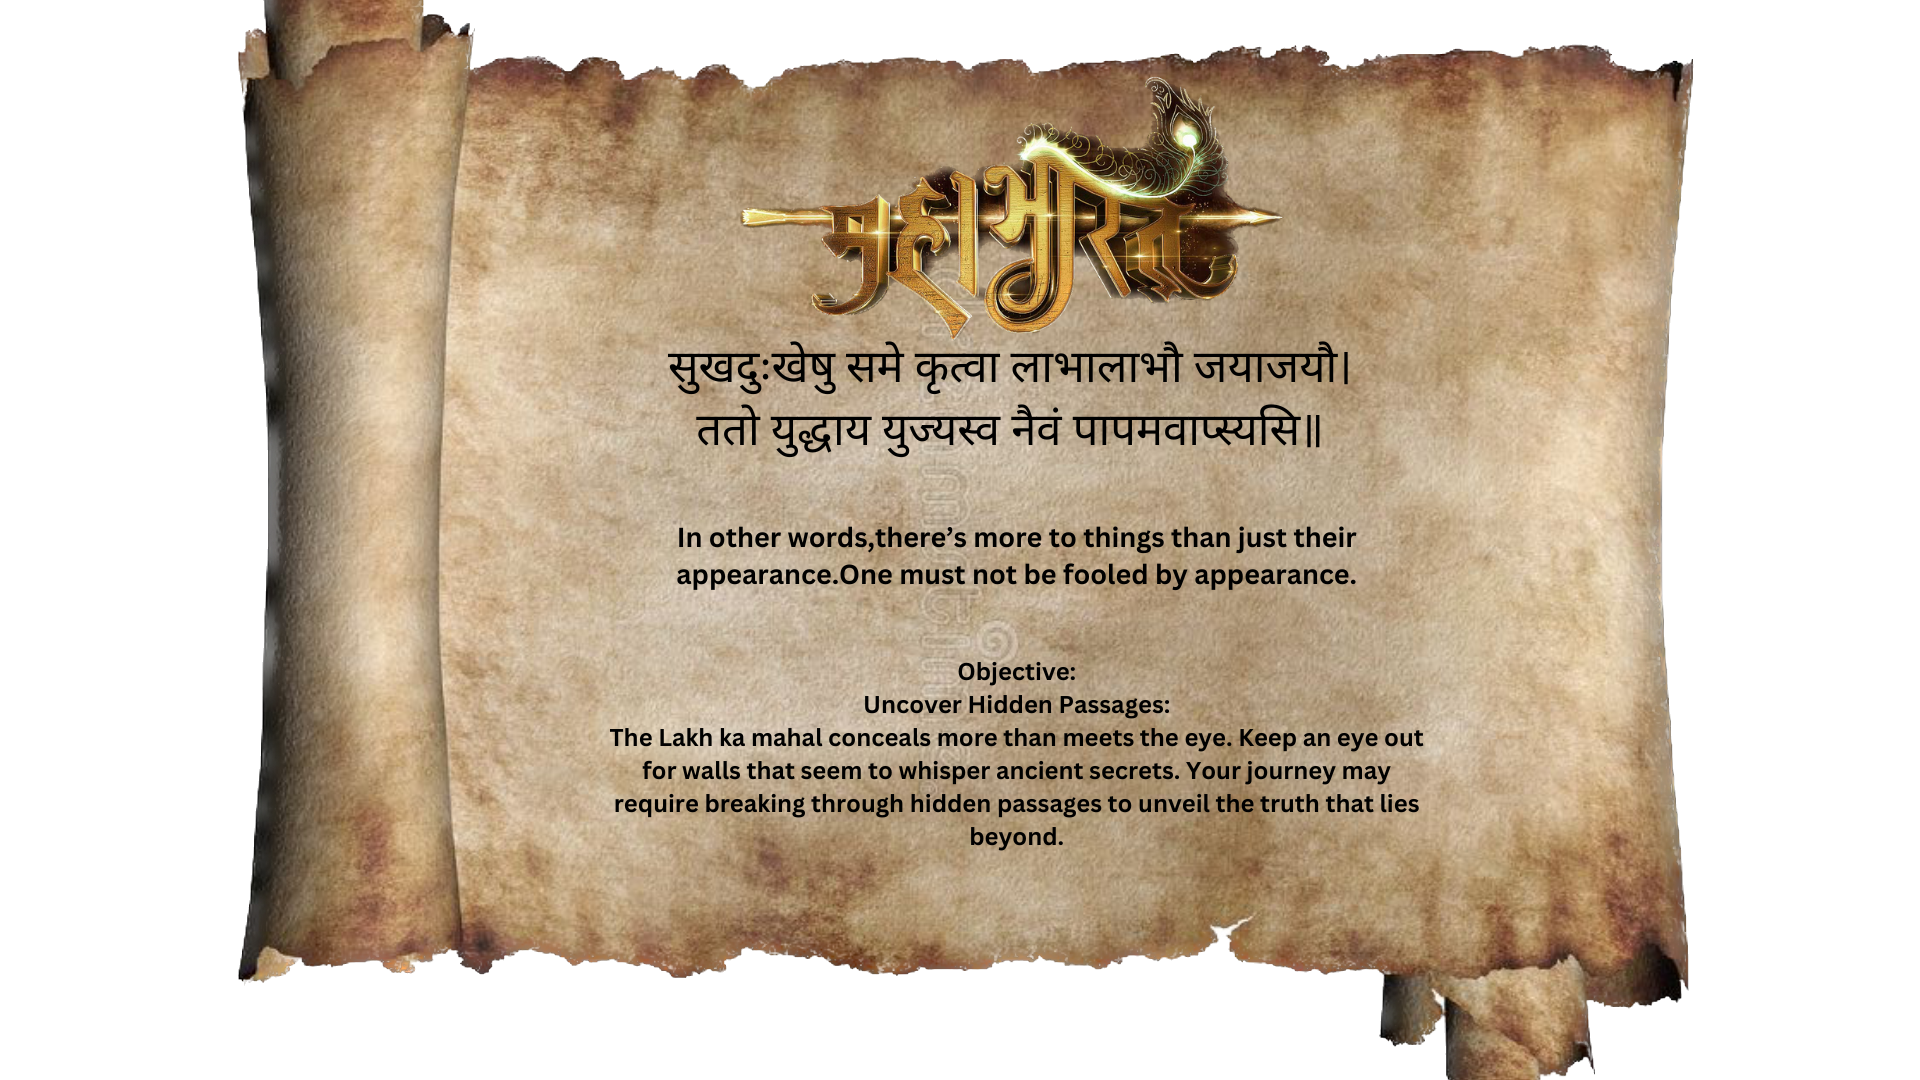 महाभारत
सुखदुःखेषु समे कृत्वा लाभालाभौ जयाजयौ।
ततो युद्धाय युज्यस्व नैवं पापमवाप्स्यसि॥
In other words,there’s more to things than just their
appearance.One must not be fooled by appearance.
Objective:
Uncover Hidden Passages:
The Lakh ka mahal conceals more than meets the eye. Keep an eye out
for walls that seem to whisper ancient secrets. Your journey may
require breaking through hidden passages to unveil the truth that lies
beyond.